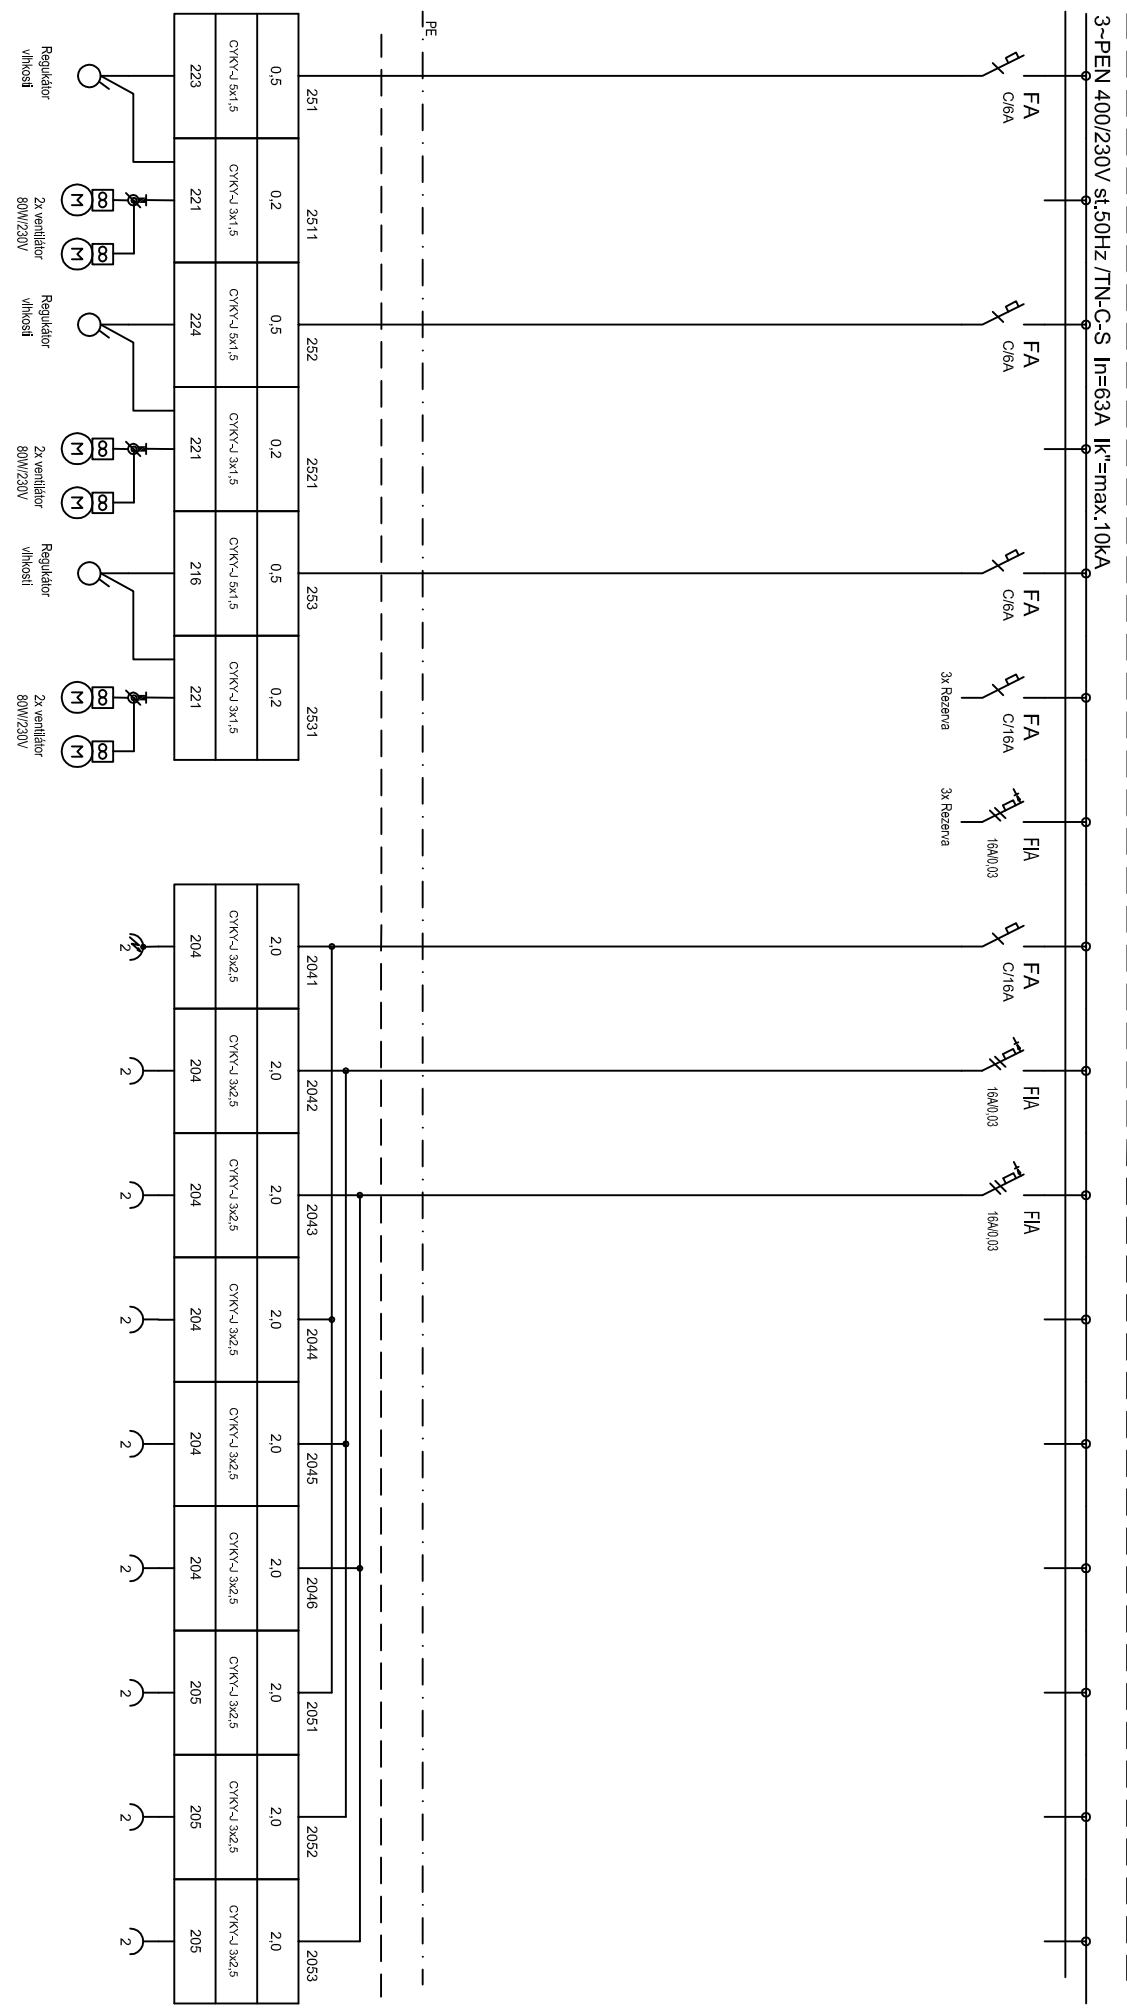 3~PEN 400/230V st.50Hz /TN-C-S In=63A Ik"=max.10kA
FA
C/6A
FA
C/6A
FA
C/6A
FA
C/16A
3x Rezerva
FIA
16A/0,03
3x Rezerva
FA
C/16A
FIA
16A/0,03
FIA
16A/0,03
PE
251
2511
252
2521
253
2531
2041
2042
2043
2044
2045
2046
2051
2052
2053
0,5
0,2
0,5
0,2
0,5
0,2
2,0
2,0
2,0
2,0
2,0
2,0
2,0
2,0
2,0
CYKY-J 5x1,5
CYKY-J 3x1,5
CYKY-J 5x1,5
CYKY-J 3x1,5
CYKY-J 5x1,5
CYKY-J 3x1,5
CYKY-J 3x2,5
CYKY-J 3x2,5
CYKY-J 3x2,5
CYKY-J 3x2,5
CYKY-J 3x2,5
CYKY-J 3x2,5
CYKY-J 3x2,5
CYKY-J 3x2,5
CYKY-J 3x2,5
223
221
224
221
216
221
204
204
204
204
204
204
205
205
205
2
2
2
2
2
2
2
2
2
M
M
M
M
M
M
Regukátor
vlhkosti
2x ventilátor
80W/230V
Regukátor
vlhkosti
2x ventilátor
80W/230V
Regukátor
vlhkosti
2x ventilátor
80W/230V